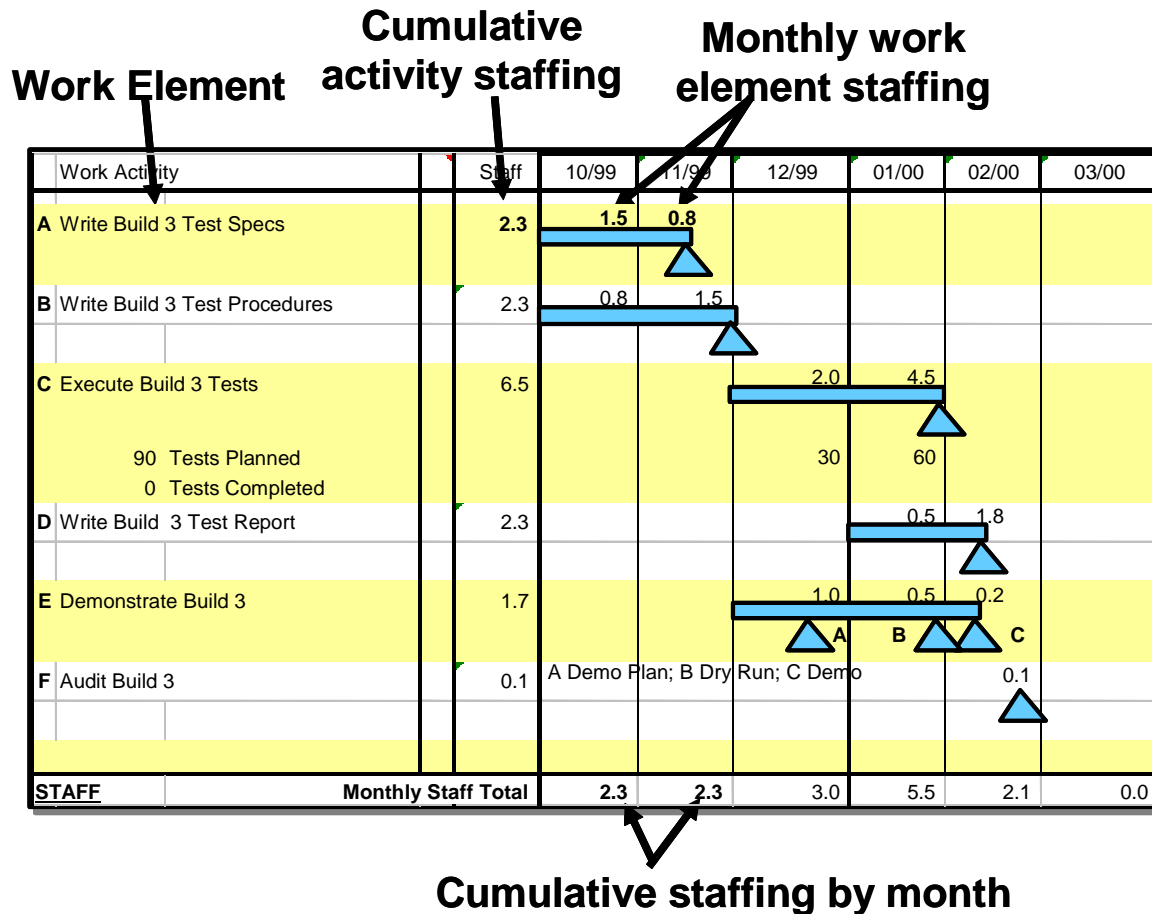 Cumulative
activity staffing
Monthly work
element staffing
Work Element
Work Activity Staff 10/99 11/99 12/99 01/00 02/00 03/00
A Write Build 3 Test Specs 2.3 1.5 0.8
B Write Build 3 Test Procedures 2.3 0.8 1.5
C Execute Build 3 Tests 6.5 2.0 4.5
90 Tests Planned 30 60
0 Tests Completed
D Write Build 3 Test Report 2.3 0.5 1.8
E Demonstrate Build 3 1.7 1.0 0.5 0.2
A B C
A Demo Plan; B Dry Run; C Demo
F Audit Build 3 0.1 0.1
STAFF Monthly Staff Total 2.3 2.3 3.0 5.5 2.1 0.0
Cumulative staffing by month